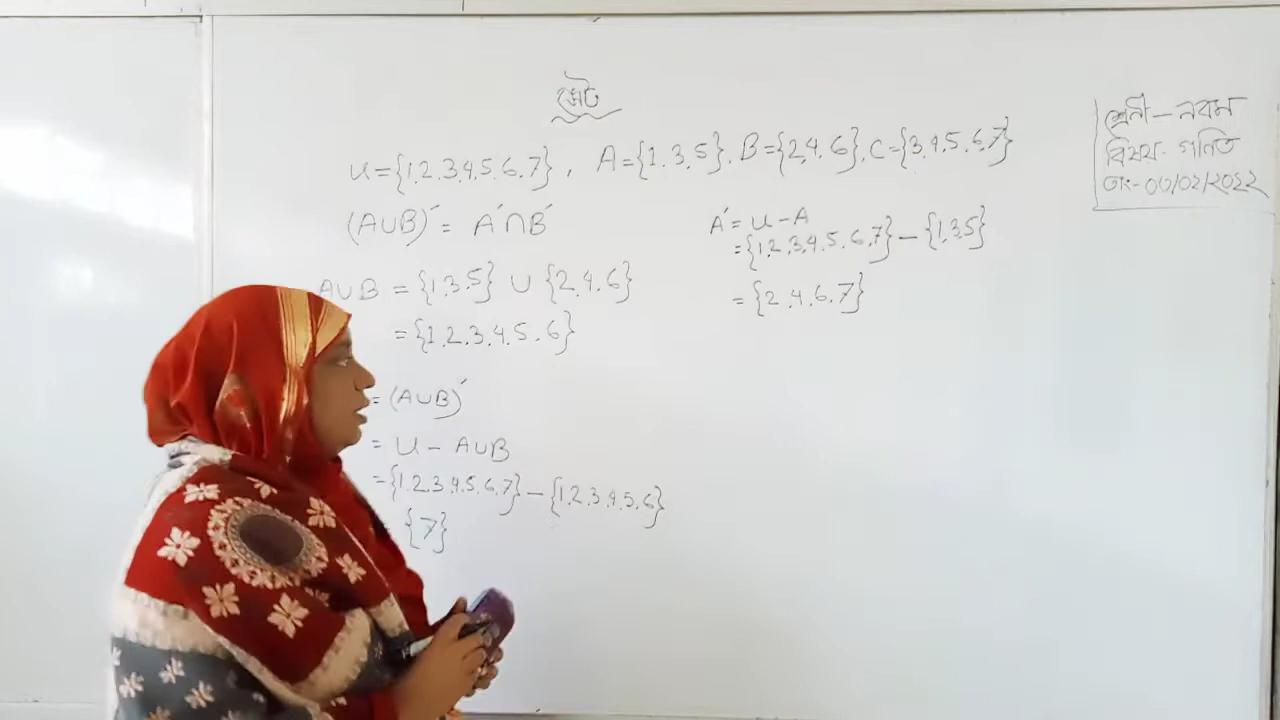 সেট
U={1,2,3,4,5,6,7}, A={1,3,5}, B={2,4,6}, C={3,4,5,6,7}
(A∪B)′ = A′∩B′
A∪B = {1,3,5} ∪ {2,4,6}
= {1,2,3,4,5,6}
= (A∪B)′
= U - A∪B
= {1,2,3,4,5,6,7} - {1,2,3,4,5,6}
{7}
A′ = U - A
= {1,2,3,4,5,6,7} - {1,3,5}
= {2,4,6,7}
শ্রেনী - নবম
বিষয়- গনিত
তাং- ০৩/০২/২০২২